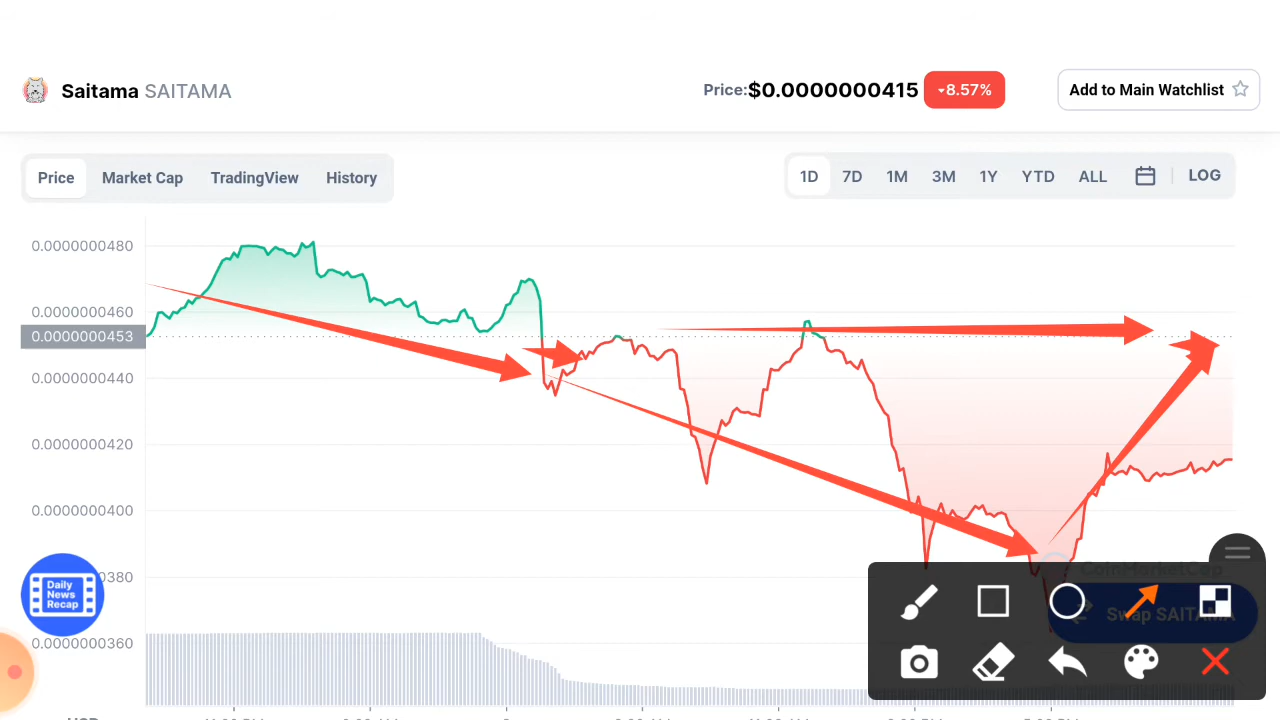 Saitama SAITAMA
Price:$0.0000000415 8.57%
Add to Main Watchlist
Price Market Cap TradingView History
1D 7D 1M 3M 1Y YTD ALL LOG
0.0000000480
0.0000000460
0.0000000453
0.0000000440
0.0000000420
0.0000000400
0.0000000380
0.0000000360
Daily
News
Recap
CoinMarketCap
Swap SAITAMA